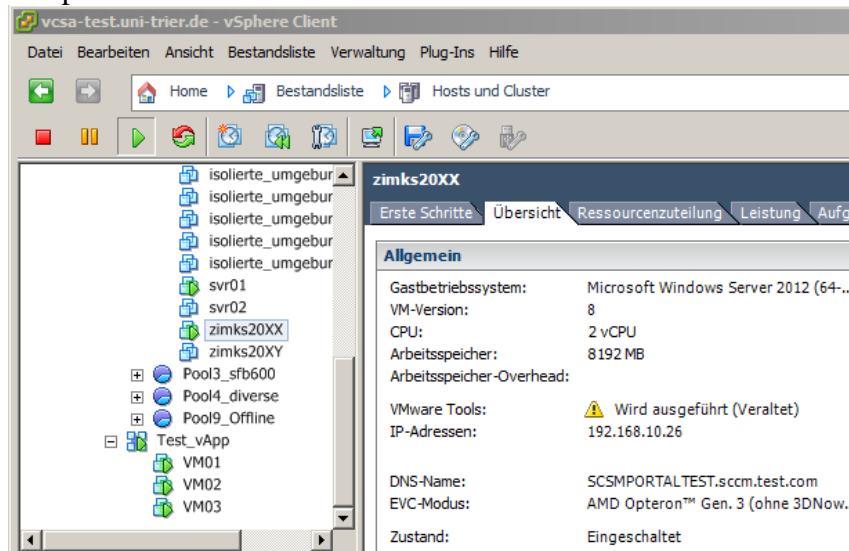 vcsa-test.uni-trier.de - vSphere Client
Datei Bearbeiten Ansicht Bestandsliste Verwaltung Plug-Ins Hilfe
Home Bestandsliste Hosts und Cluster
isolierte_umgebur
isolierte_umgebur
isolierte_umgebur
isolierte_umgebur
isolierte_umgebur
svr01
svr02
zimks20XX
zimks20XY
Pool3_sfb600
Pool4_diverse
Pool9_Offline
Test_vApp
VM01
VM02
VM03
zimks20XX
Erste Schritte Übersicht Ressourcenzuteilung Leistung Aufg
Allgemein
Gastbetriebssystem: Microsoft Windows Server 2012 (64-..
VM-Version: 8
CPU: 2 vCPU
Arbeitsspeicher: 8192 MB
Arbeitsspeicher-Overhead:
VMware Tools: Wird ausgeführt (Veraltet)
IP-Adressen: 192.168.10.26
DNS-Name: SCSMPORTALTEST.sccm.test.com
EVC-Modus: AMD Opteron™ Gen. 3 (ohne 3DNow..
Zustand: Eingeschaltet